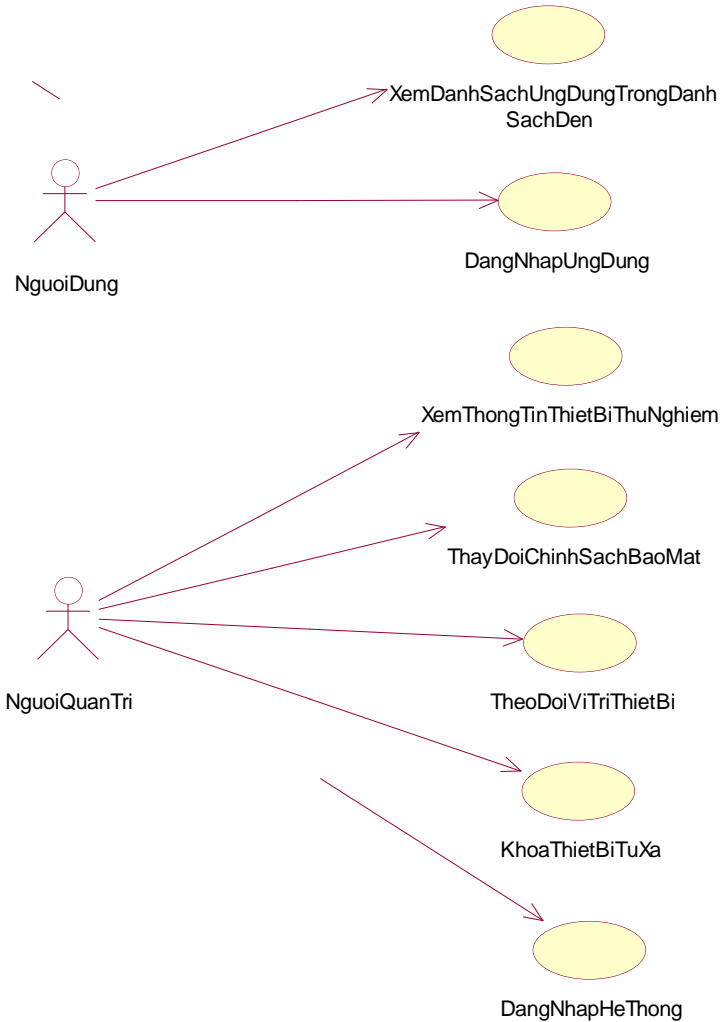 XemDanhSachUngDungTrongDanh
SachDen
DangNhapUngDung
NguoiDung
XemThongTinThietBiThuNghiem
ThayDoiChinhSachBaoMat
TheoDoiViTriThietBi
NguoiQuanTri
KhoaThietBiTuXa
DangNhapHeThong